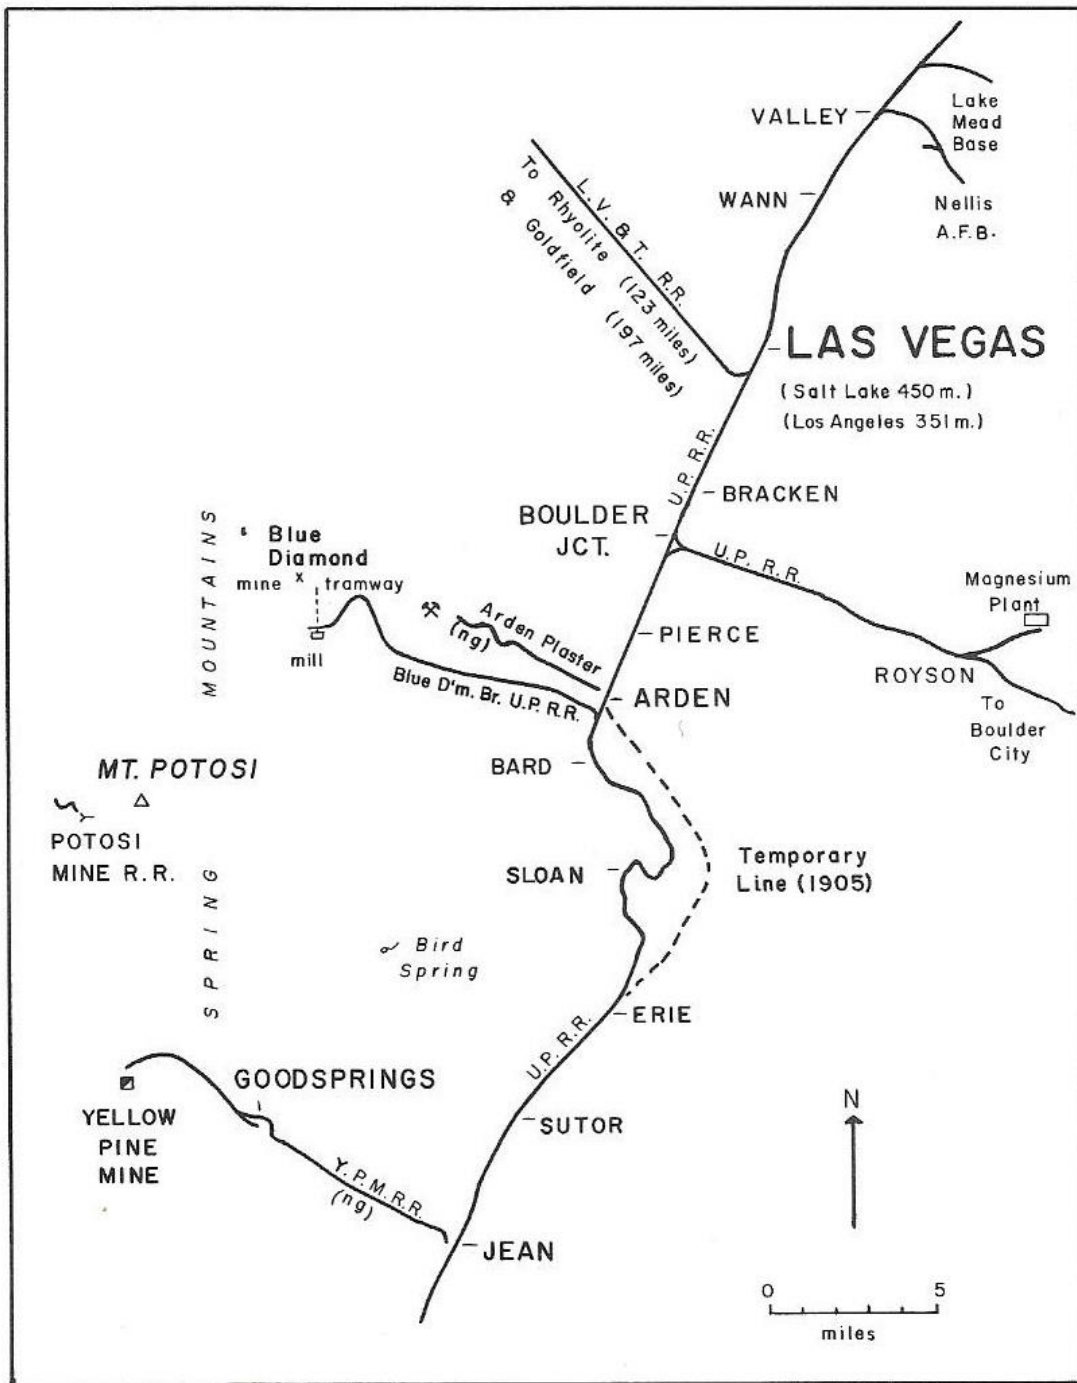 VALLEY
Lake
Mead
Base
WANN
Nellis
A.F.B.
L.V. & T. R.R.
To Rhyolite (123 miles)
& Goldfield (197 miles)
LAS VEGAS
(Salt Lake 450 m.)
(Los Angeles 351 m.)
U.P. R.R.
BRACKEN
BOULDER
JCT.
U.P. R.R.
Magnesium
Plant
Blue
Diamond
mine x tramway
mill
Arden Plaster
(ng)
PIERCE
ROYSON
Blue D'm. Br. U.P.R.R.
ARDEN
To
Boulder
City
BARD
MT. POTOSI
POTOSI
MINE R.R.
SLOAN
Temporary
Line (1905)
SPRING MOUNTAINS
Bird
Spring
ERIE
U.P. R.R.
GOODSPRINGS
YELLOW
PINE
MINE
SUTOR
Y.P.M.R.R.
(ng)
JEAN
N
0 5
miles